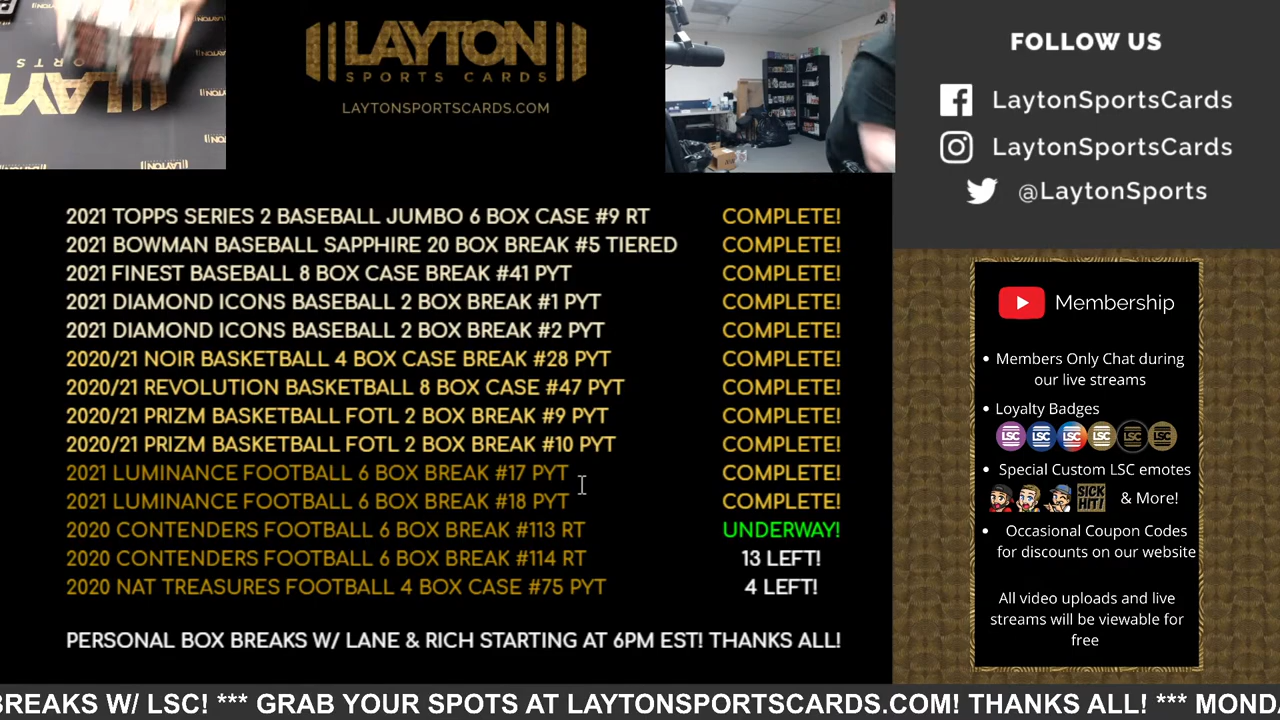 LAYTON
SPORTS CARDS
LAYTONSPORTSCARDS.COM
FOLLOW US
LaytonSportsCards
LaytonSportsCards
@LaytonSports
2021 TOPPS SERIES 2 BASEBALL JUMBO 6 BOX CASE #9 RT COMPLETE!
2021 BOWMAN BASEBALL SAPPHIRE 20 BOX BREAK #5 TIERED COMPLETE!
2021 FINEST BASEBALL 8 BOX CASE BREAK #41 PYT COMPLETE!
2021 DIAMOND ICONS BASEBALL 2 BOX BREAK #1 PYT COMPLETE!
2021 DIAMOND ICONS BASEBALL 2 BOX BREAK #2 PYT COMPLETE!
2020/21 NOIR BASKETBALL 4 BOX CASE BREAK #28 PYT COMPLETE!
2020/21 REVOLUTION BASKETBALL 8 BOX CASE #47 PYT COMPLETE!
2020/21 PRIZM BASKETBALL FOTL 2 BOX BREAK #9 PYT COMPLETE!
2020/21 PRIZM BASKETBALL FOTL 2 BOX BREAK #10 PYT COMPLETE!
2021 LUMINANCE FOOTBALL 6 BOX BREAK #17 PYT COMPLETE!
2021 LUMINANCE FOOTBALL 6 BOX BREAK #18 PYT COMPLETE!
2020 CONTENDERS FOOTBALL 6 BOX BREAK #113 RT UNDERWAY!
2020 CONTENDERS FOOTBALL 6 BOX BREAK #114 RT 13 LEFT!
2020 NAT TREASURES FOOTBALL 4 BOX CASE #75 PYT 4 LEFT!
PERSONAL BOX BREAKS W/ LANE & RICH STARTING AT 6PM EST! THANKS ALL!
Membership
• Members Only Chat during
our live streams
• Loyalty Badges
LSC LSC LSC LSC LSC LSC
• Special Custom LSC emotes
SICK HIT! & More!
• Occasional Coupon Codes
for discounts on our website
All video uploads and live
streams will be viewable for
free
BREAKS W/ LSC! *** GRAB YOUR SPOTS AT LAYTONSPORTSCARDS.COM! THANKS ALL! *** MONDA